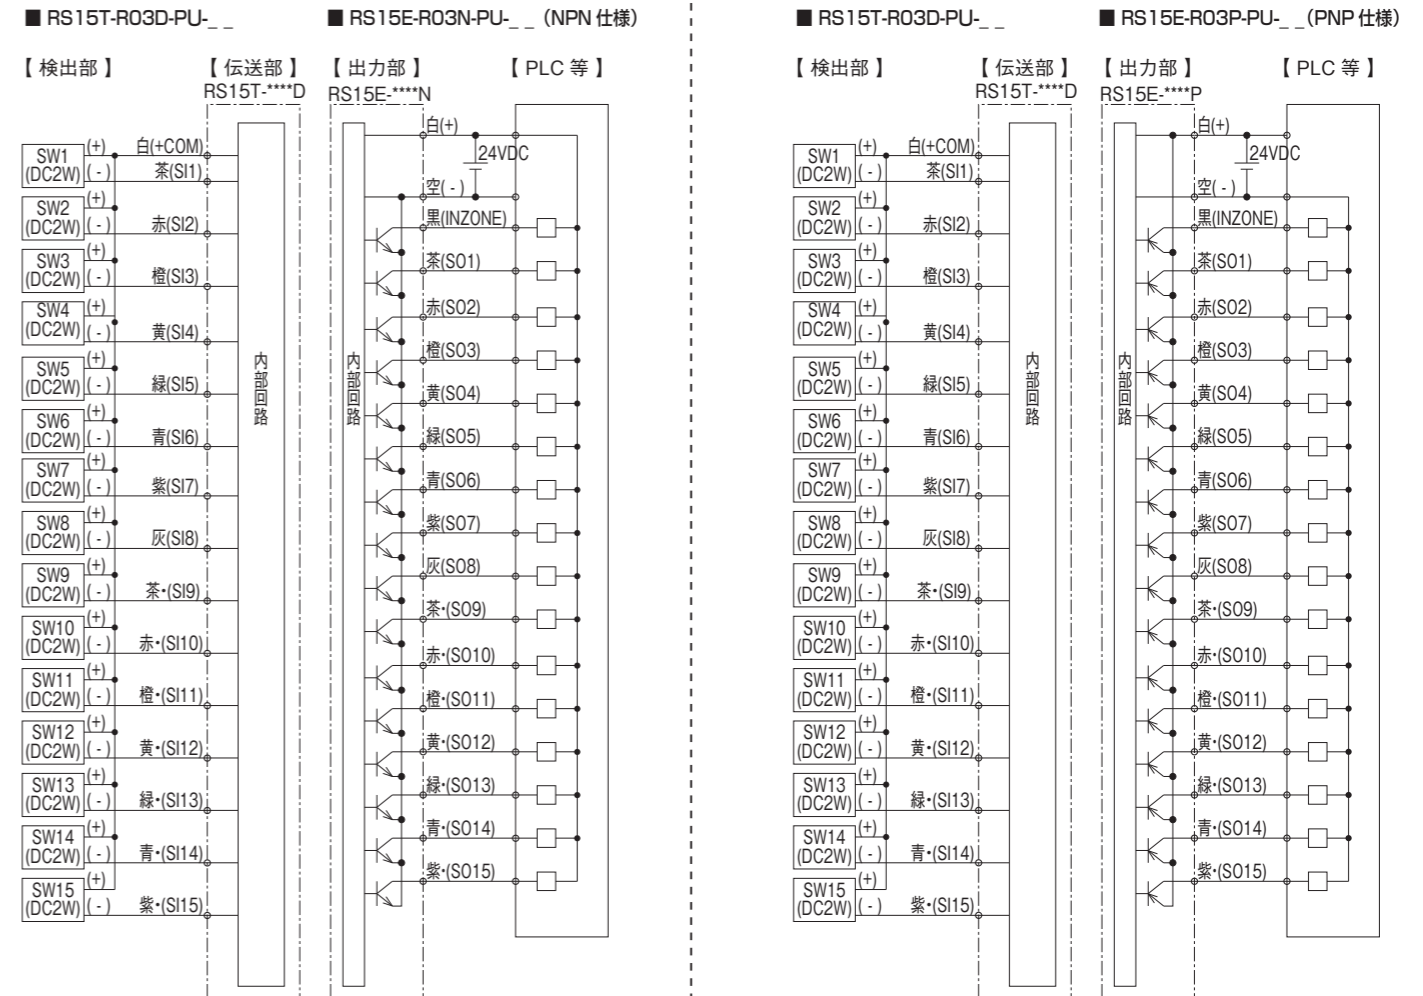 ■ RS15T-R03D-PU-_ _
■ RS15E-R03N-PU-_ _（NPN 仕様）
【 検出部 】
【 伝送部 】
【 出力部 】
【 PLC 等 】
RS15T-****D
RS15E-****N
SW1
(DC2W)
(+)
(-)
白(+COM)
茶(SI1)
SW2
(DC2W)
(+)
(-)
赤(SI2)
SW3
(DC2W)
(+)
(-)
橙(SI3)
SW4
(DC2W)
(+)
(-)
黄(SI4)
SW5
(DC2W)
(+)
(-)
緑(SI5)
SW6
(DC2W)
(+)
(-)
青(SI6)
SW7
(DC2W)
(+)
(-)
紫(SI7)
SW8
(DC2W)
(+)
(-)
灰(SI8)
SW9
(DC2W)
(+)
(-)
茶･(SI9)
SW10
(DC2W)
(+)
(-)
赤･(SI10)
SW11
(DC2W)
(+)
(-)
橙･(SI11)
SW12
(DC2W)
(+)
(-)
黄･(SI12)
SW13
(DC2W)
(+)
(-)
緑･(SI13)
SW14
(DC2W)
(+)
(-)
青･(SI14)
SW15
(DC2W)
(+)
(-)
紫･(SI15)
内部回路
内部回路
白(+)
24VDC
空(-)
黒(INZONE)
茶(SO1)
赤(SO2)
橙(SO3)
黄(SO4)
緑(SO5)
青(SO6)
紫(SO7)
灰(SO8)
茶･(SO9)
赤･(SO10)
橙･(SO11)
黄･(SO12)
緑･(SO13)
青･(SO14)
紫･(SO15)
■ RS15T-R03D-PU-_ _
■ RS15E-R03P-PU-_ _（PNP 仕様）
【 検出部 】
【 伝送部 】
【 出力部 】
【 PLC 等 】
RS15T-****D
RS15E-****P
SW1
(DC2W)
(+)
(-)
白(+COM)
茶(SI1)
SW2
(DC2W)
(+)
(-)
赤(SI2)
SW3
(DC2W)
(+)
(-)
橙(SI3)
SW4
(DC2W)
(+)
(-)
黄(SI4)
SW5
(DC2W)
(+)
(-)
緑(SI5)
SW6
(DC2W)
(+)
(-)
青(SI6)
SW7
(DC2W)
(+)
(-)
紫(SI7)
SW8
(DC2W)
(+)
(-)
灰(SI8)
SW9
(DC2W)
(+)
(-)
茶･(SI9)
SW10
(DC2W)
(+)
(-)
赤･(SI10)
SW11
(DC2W)
(+)
(-)
橙･(SI11)
SW12
(DC2W)
(+)
(-)
黄･(SI12)
SW13
(DC2W)
(+)
(-)
緑･(SI13)
SW14
(DC2W)
(+)
(-)
青･(SI14)
SW15
(DC2W)
(+)
(-)
紫･(SI15)
内部回路
内部回路
白(+)
24VDC
空(-)
黒(INZONE)
茶(SO1)
赤(SO2)
橙(SO3)
黄(SO4)
緑(SO5)
青(SO6)
紫(SO7)
灰(SO8)
茶･(SO9)
赤･(SO10)
橙･(SO11)
黄･(SO12)
緑･(SO13)
青･(SO14)
紫･(SO15)